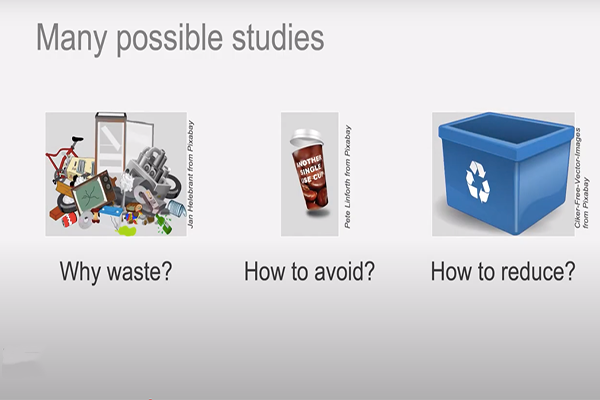 Many possible studies
Jan Helebrant from Pixabay
ANOTHER
SINGLE
USE CUP
Pete Linforth from Pixabay
Ciker-Free-Vector-Images
from Pixabay
Why waste?
How to avoid?
How to reduce?